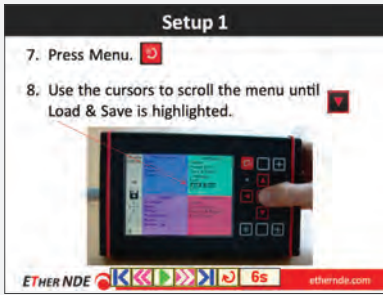 Setup 1
7. Press Menu.
8. Use the cursors to scroll the menu until
Load & Save is highlighted.
ETHER NDE
6s
ethernde.com